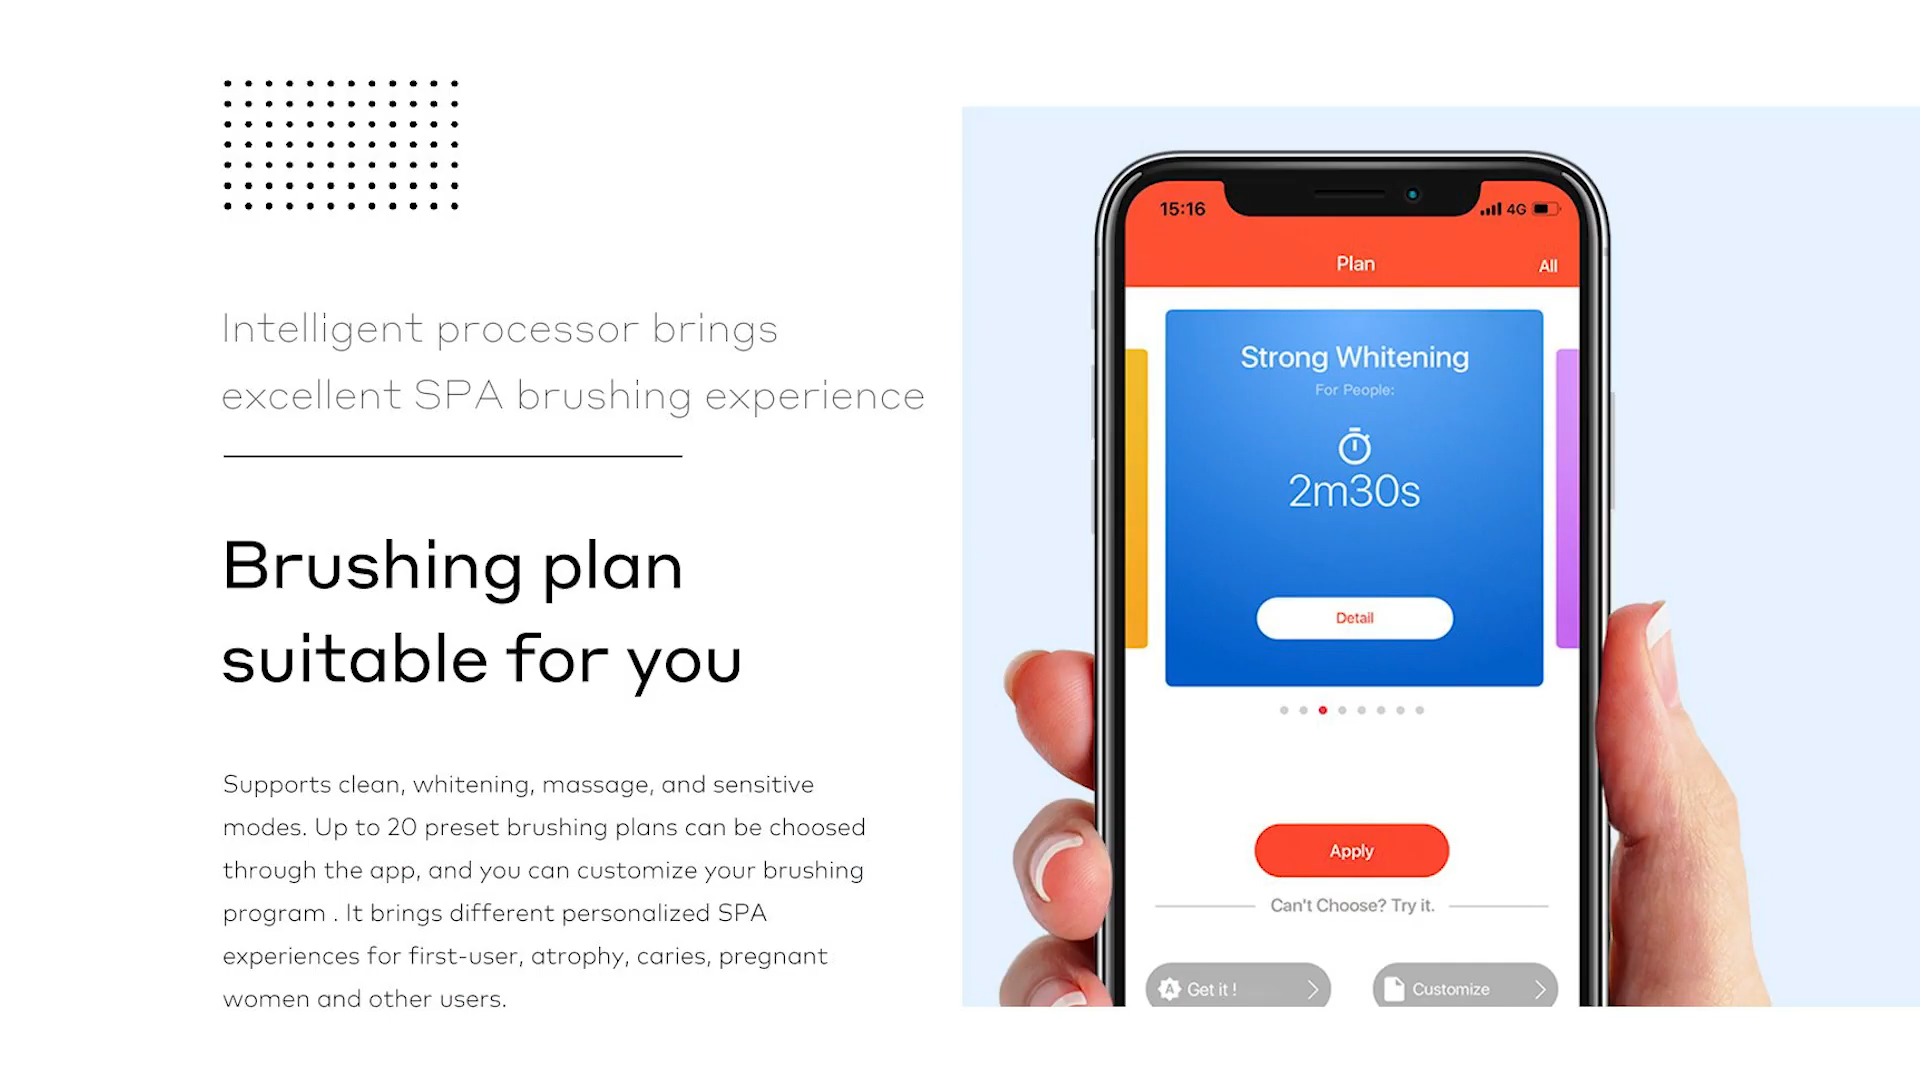 Intelligent processor brings
excellent SPA brushing experience
Brushing plan
suitable for you
Supports clean, whitening, massage, and sensitive
modes. Up to 20 preset brushing plans can be choosed
through the app, and you can customize your brushing
program . It brings different personalized SPA
experiences for first-user, atrophy, caries, pregnant
women and other users.
15:16
4G
Plan
All
Strong Whitening
For People:
2m30s
Detail
Apply
Can't Choose? Try it.
A
Get it !
Customize